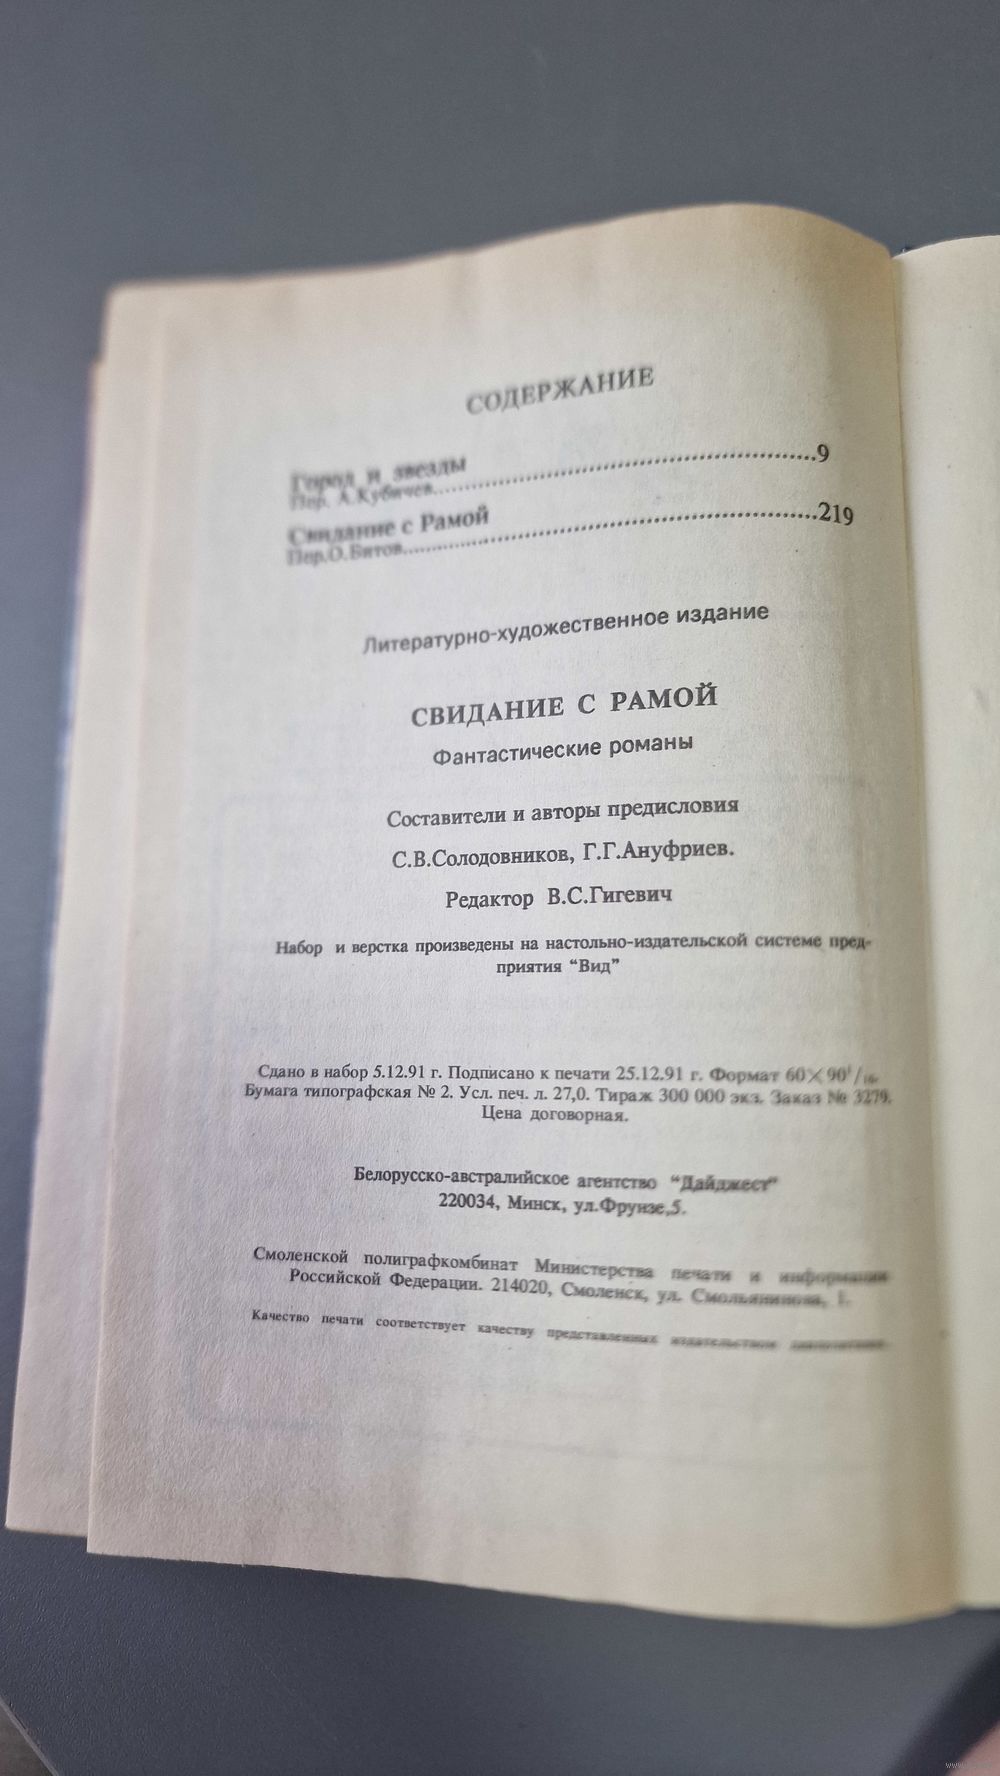 СОДЕРЖАНИЕ
Город и звезды
Пер. А.Кубичев..........9
Свидание с Рамой
Пер.О.Битов..........219
Литературно-художественное издание
СВИДАНИЕ С РАМОЙ
Фантастические романы
Составители и авторы предисловия
С.В.Солодовников, Г.Г.Ануфриев.
Редактор В.С.Гигевич
Набор и верстка произведены на настольно-издательской системе пред-
приятия “Вид”
Сдано в набор 5.12.91 г. Подписано к печати 25.12.91 г. Формат 60×90¹/₁₆.
Бумага типографская № 2. Усл. печ. л. 27,0. Тираж 300 000 экз. Заказ № 3279.
Цена договорная.
Белорусско-австралийское агентство “Дайджест”
220034, Минск, ул.Фрунзе,5.
Смоленской полиграфкомбинат Министерства печати и информации
Российской Федерации. 214020, Смоленск, ул. Смольянинова, 1.
Качество печати соответствует качеству представленных издательством